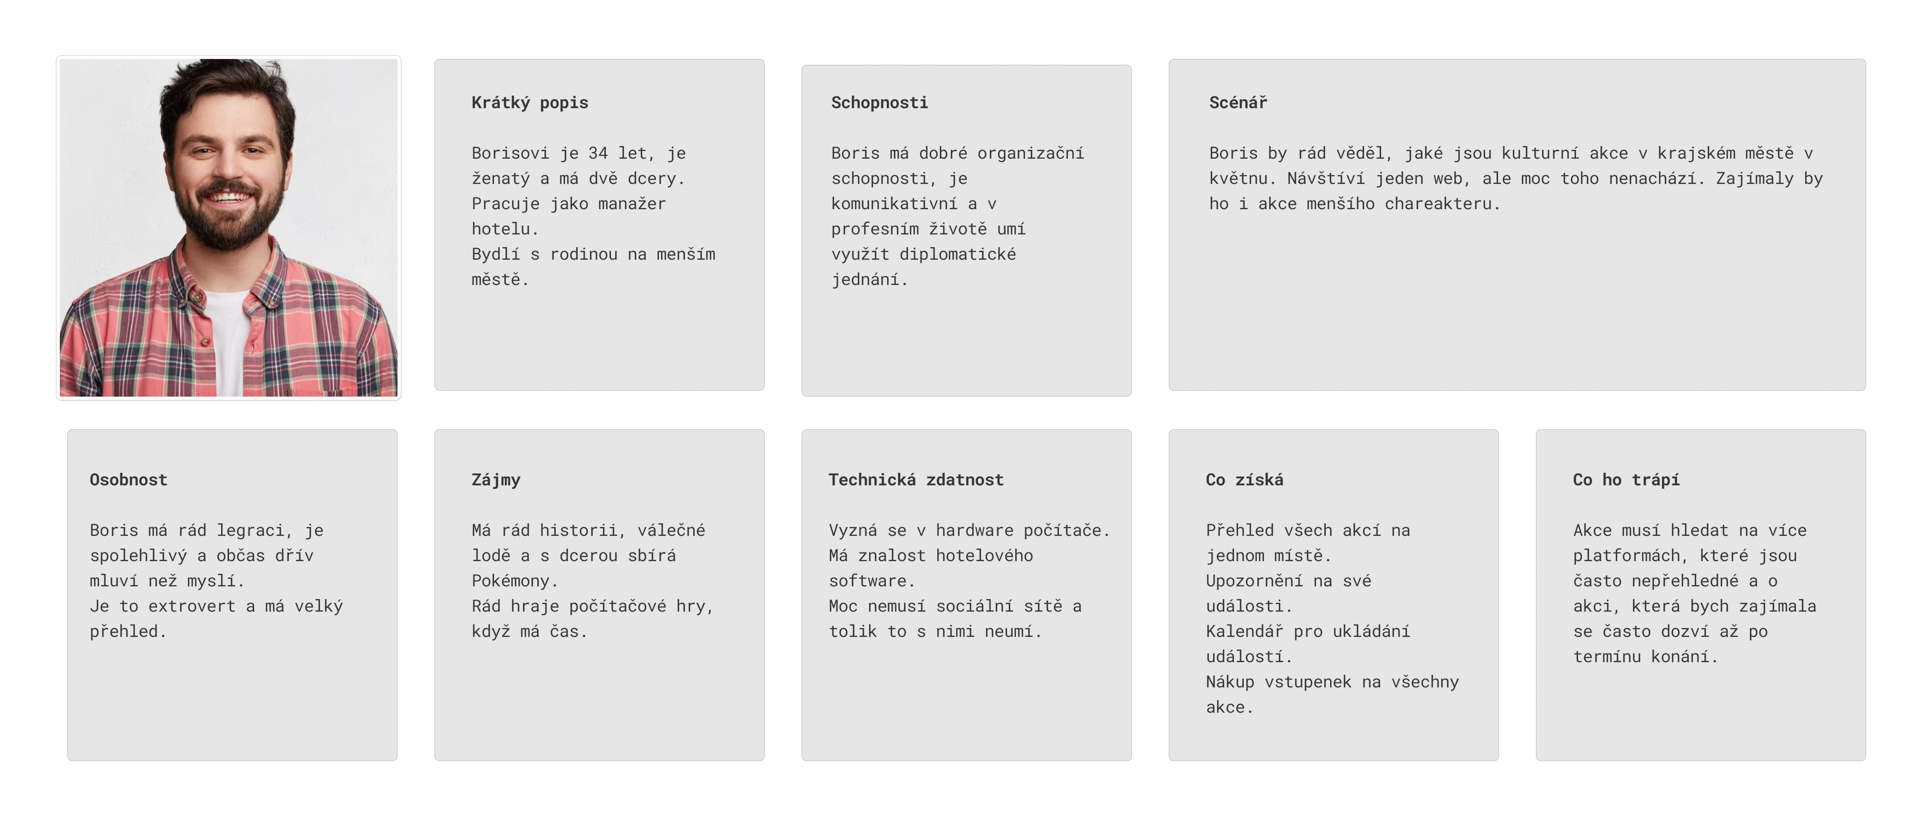 Krátký popis
Borisovi je 34 let, je
ženatý a má dvě dcery.
Pracuje jako manažer
hotelu.
Bydlí s rodinou na menším
městě.
Schopnosti
Boris má dobré organizační
schopnosti, je
komunikativní a v
profesním životě umí
využít diplomatické
jednání.
Scénář
Boris by rád věděl, jaké jsou kulturní akce v krajském městě v
květnu. Návštíví jeden web, ale moc toho nenachází. Zajímaly by
ho i akce menšího chareakteru.
Osobnost
Boris má rád legraci, je
spolehlivý a občas dřív
mluví než myslí.
Je to extrovert a má velký
přehled.
Zájmy
Má rád historii, válečné
lodě a s dcerou sbírá
Pokémony.
Rád hraje počítačové hry,
když má čas.
Technická zdatnost
Vyzná se v hardware počítače.
Má znalost hotelového
software.
Moc nemusí sociální sítě a
tolik to s nimi neumí.
Co získá
Přehled všech akcí na
jednom místě.
Upozornění na své
události.
Kalendář pro ukládání
událostí.
Nákup vstupenek na všechny
akce.
Co ho trápí
Akce musí hledat na více
platformách, které jsou
často nepřehledné a o
akci, která bych zajímala
se často dozví až po
termínu konání.